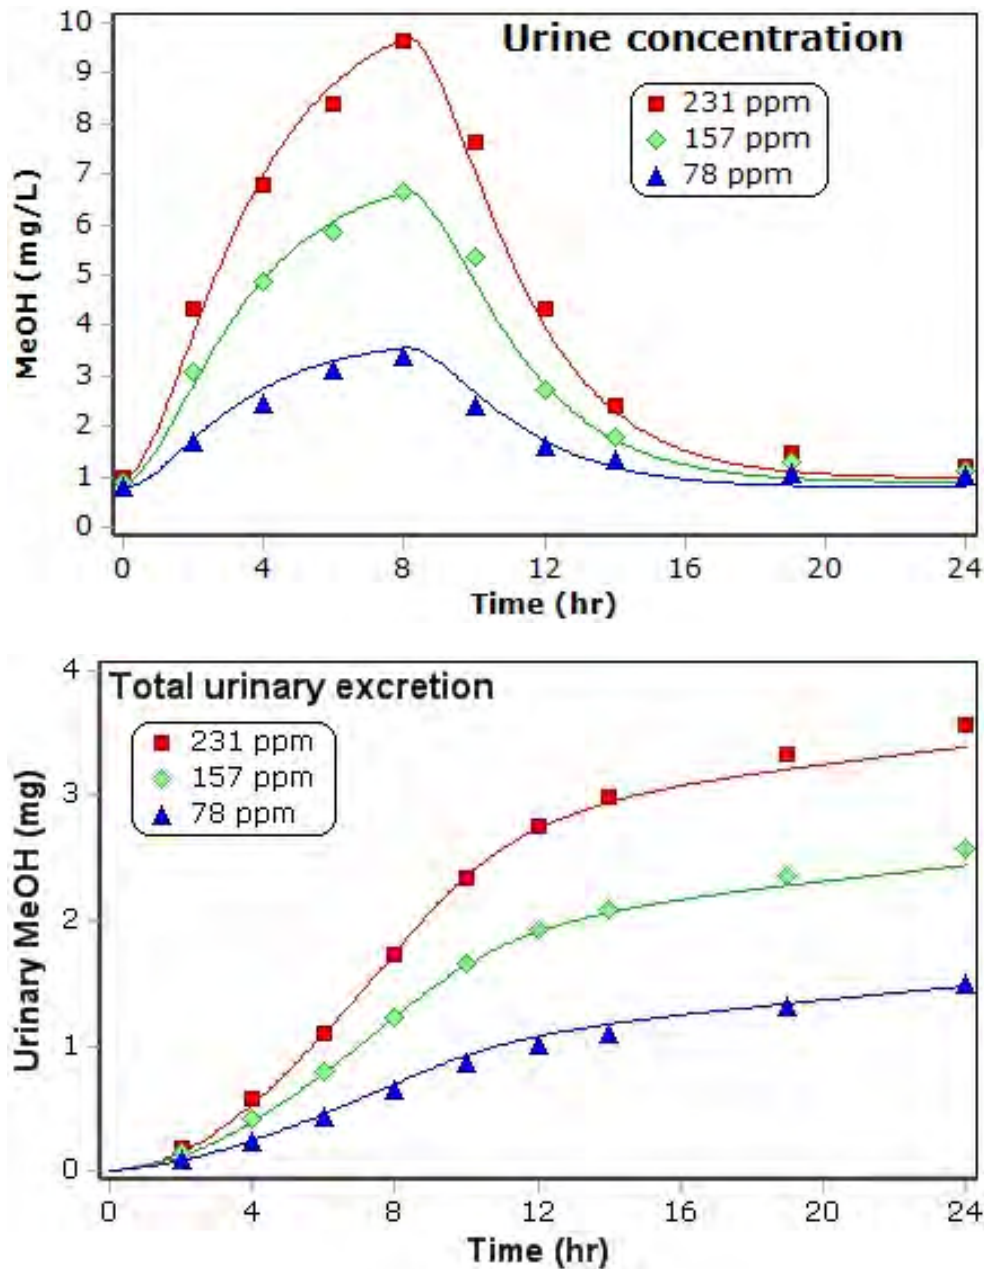 Urine concentration
231 ppm
157 ppm
78 ppm
MeOH (mg/L)
10
9
8
7
6
5
4
3
2
1
0
0 4 8 12 16 20 24
Time (hr)
Total urinary excretion
231 ppm
157 ppm
78 ppm
Urinary MeOH (mg)
4
3
2
1
0
0 4 8 12 16 20 24
Time (hr)